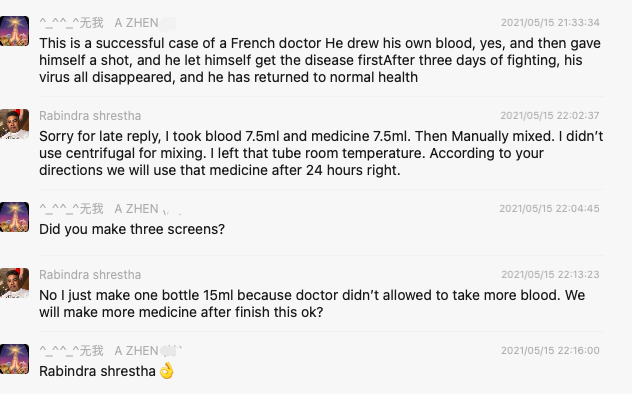 ^_^^_^无我 A ZHEN
2021/05/15 21:33:34
This is a successful case of a French doctor He drew his own blood, yes, and then gave
himself a shot, and he let himself get the disease firstAfter three days of fighting, his
virus all disappeared, and he has returned to normal health
Rabindra shrestha
2021/05/15 22:02:37
Sorry for late reply, I took blood 7.5ml and medicine 7.5ml. Then Manually mixed. I didn't
use centrifugal for mixing. I left that tube room temperature. According to your
directions we will use that medicine after 24 hours right.
^_^^_^无我 A ZHEN
2021/05/15 22:04:45
Did you make three screens?
Rabindra shrestha
2021/05/15 22:13:23
No I just make one bottle 15ml because doctor didn't allowed to take more blood. We
will make more medicine after finish this ok?
^_^^_^无我 A ZHEN
2021/05/15 22:16:00
Rabindra shrestha👌